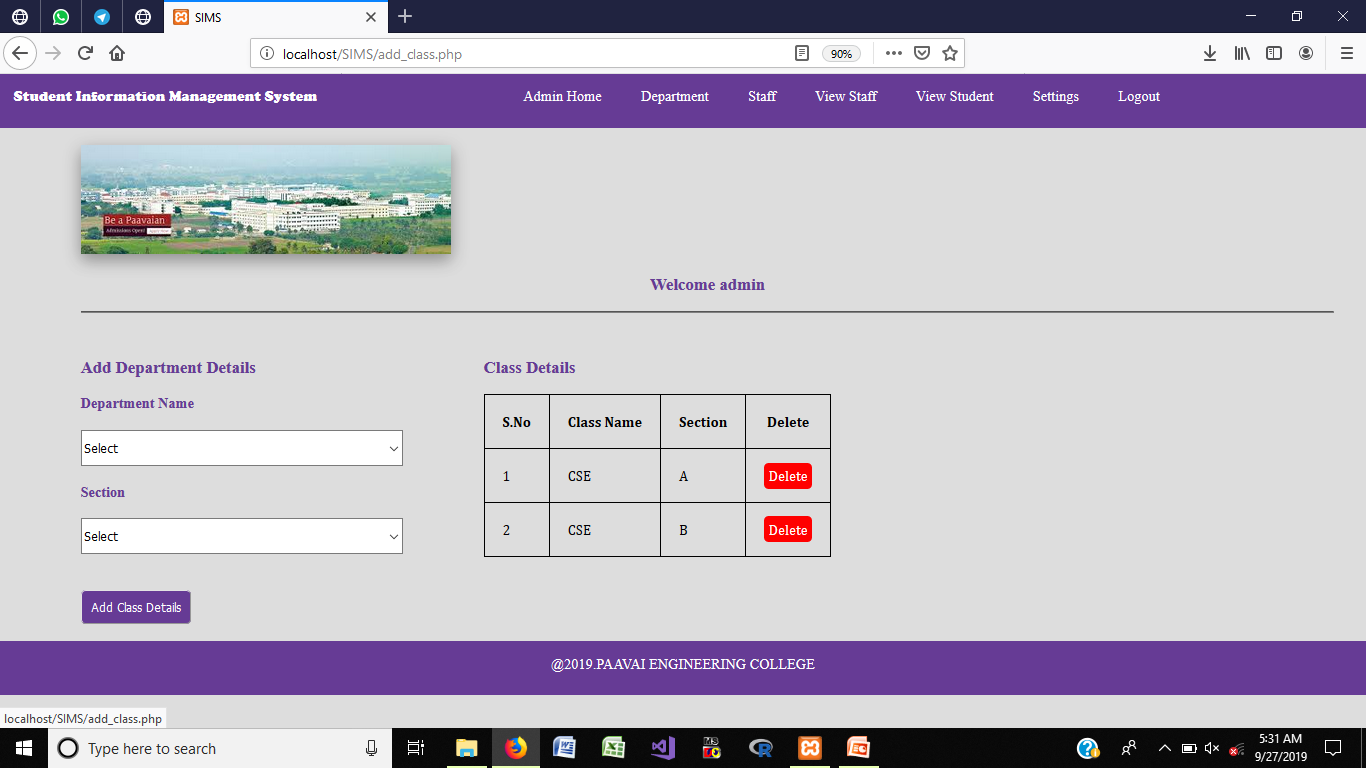 SIMS
localhost/SIMS/add_class.php
90%
Student Information Management System
Admin Home Department Staff View Staff View Student Settings Logout
Be a Paavaian
Admissions Open
Welcome admin
Add Department Details
Department Name
Select
Section
Select
Add Class Details
Class Details
S.No Class Name Section Delete
1 CSE A Delete
2 CSE B Delete
@2019.PAAVAI ENGINEERING COLLEGE
localhost/SIMS/add_class.php
Type here to search
5:31 AM
9/27/2019